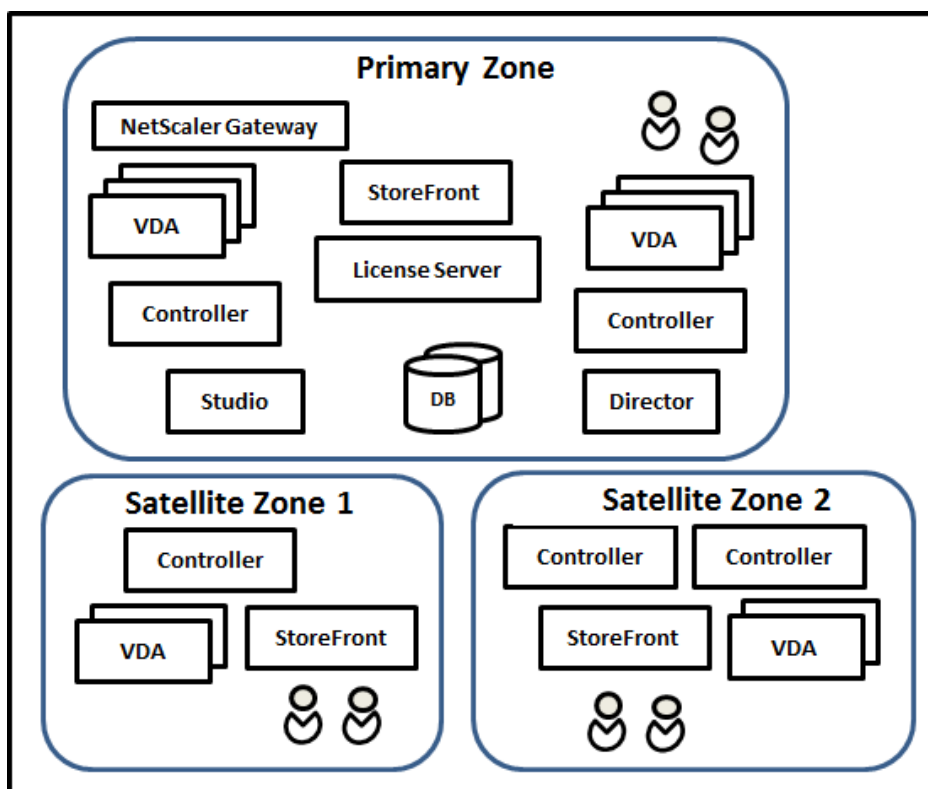 Primary Zone
NetScaler Gateway
StoreFront
VDA
VDA
License Server
Controller
Controller
Studio
DB
Director
Satellite Zone 1
Controller
VDA
StoreFront
Satellite Zone 2
Controller
Controller
StoreFront
VDA